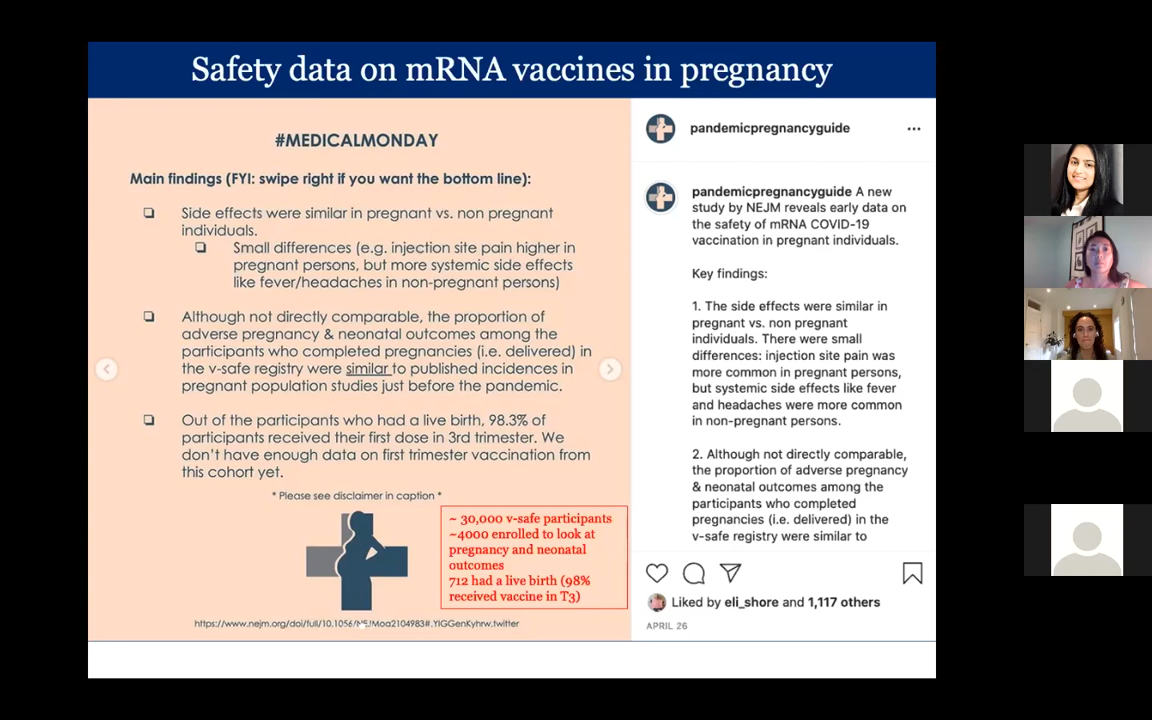 Safety data on mRNA vaccines in pregnancy
#MEDICALMONDAY
Main findings (FYI: swipe right if you want the bottom line):
Side effects were similar in pregnant vs. non pregnant
individuals.
Small differences (e.g. injection site pain higher in
pregnant persons, but more systemic side effects
like fever/headaches in non-pregnant persons)
Although not directly comparable, the proportion of
adverse pregnancy & neonatal outcomes among the
participants who completed pregnancies (i.e. delivered) in
the v-safe registry were similar to published incidences in
pregnant population studies just before the pandemic.
Out of the participants who had a live birth, 98.3% of
participants received their first dose in 3rd trimester. We
don't have enough data on first trimester vaccination from
this cohort yet.
* Please see disclaimer in caption *
~ 30,000 v-safe participants
~4000 enrolled to look at
pregnancy and neonatal
outcomes
712 had a live birth (98%
received vaccine in T3)
pandemicpregnancyguide
pandemicpregnancyguide A new
study by NEJM reveals early data on
the safety of mRNA COVID-19
vaccination in pregnant individuals.
Key findings:
1. The side effects were similar in
pregnant vs. non pregnant
individuals. There were small
differences: injection site pain was
more common in pregnant persons,
but systemic side effects like fever
and headaches were more common
in non-pregnant persons.
2. Although not directly comparable,
the proportion of adverse pregnancy
& neonatal outcomes among the
participants who completed
pregnancies (i.e. delivered) in the
v-safe registry were similar to
Liked by eli_shore and 1,117 others
APRIL 26